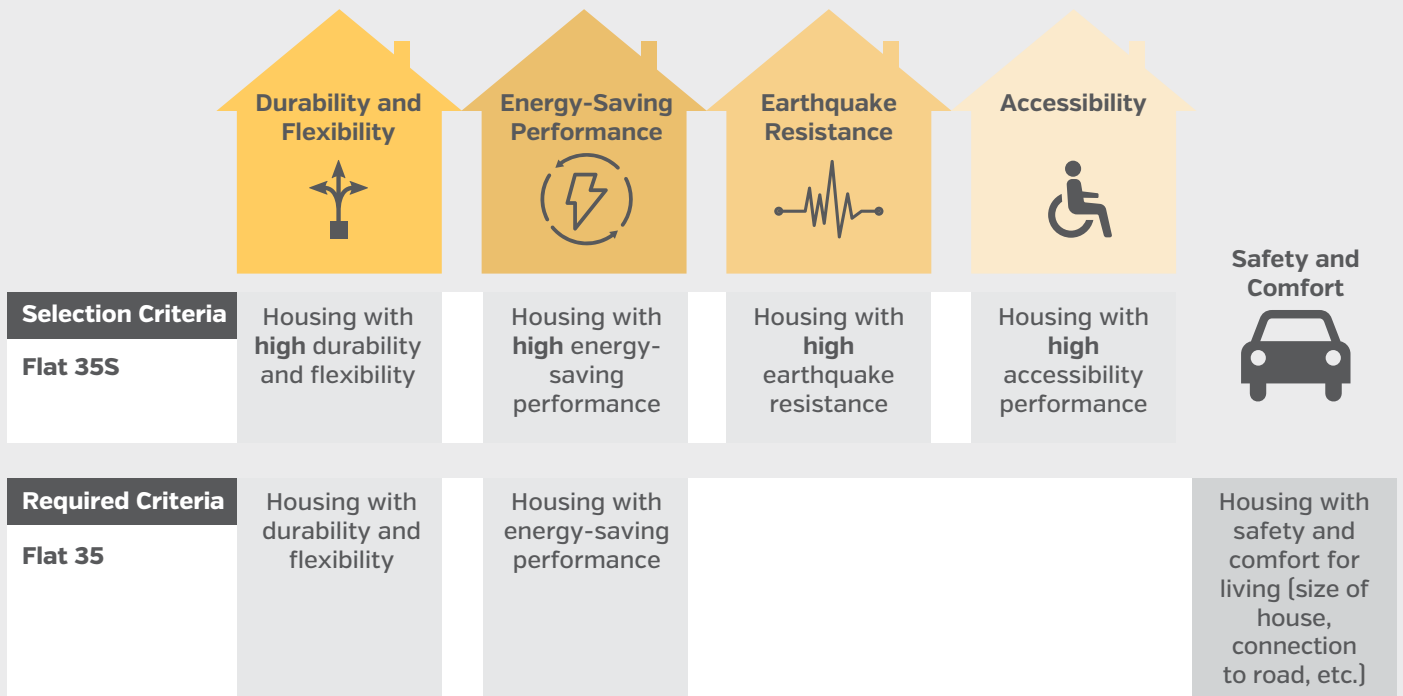 Durability and
Flexibility
Energy-Saving
Performance
Earthquake
Resistance
Accessibility
Safety and
Comfort
Selection Criteria
Flat 35S
Housing with
high durability
and flexibility
Housing with
high energy-
saving
performance
Housing with
high
earthquake
resistance
Housing with
high
accessibility
performance
Required Criteria
Flat 35
Housing with
durability and
flexibility
Housing with
energy-saving
performance
Housing with
safety and
comfort for
living (size of
house,
connection
to road, etc.)